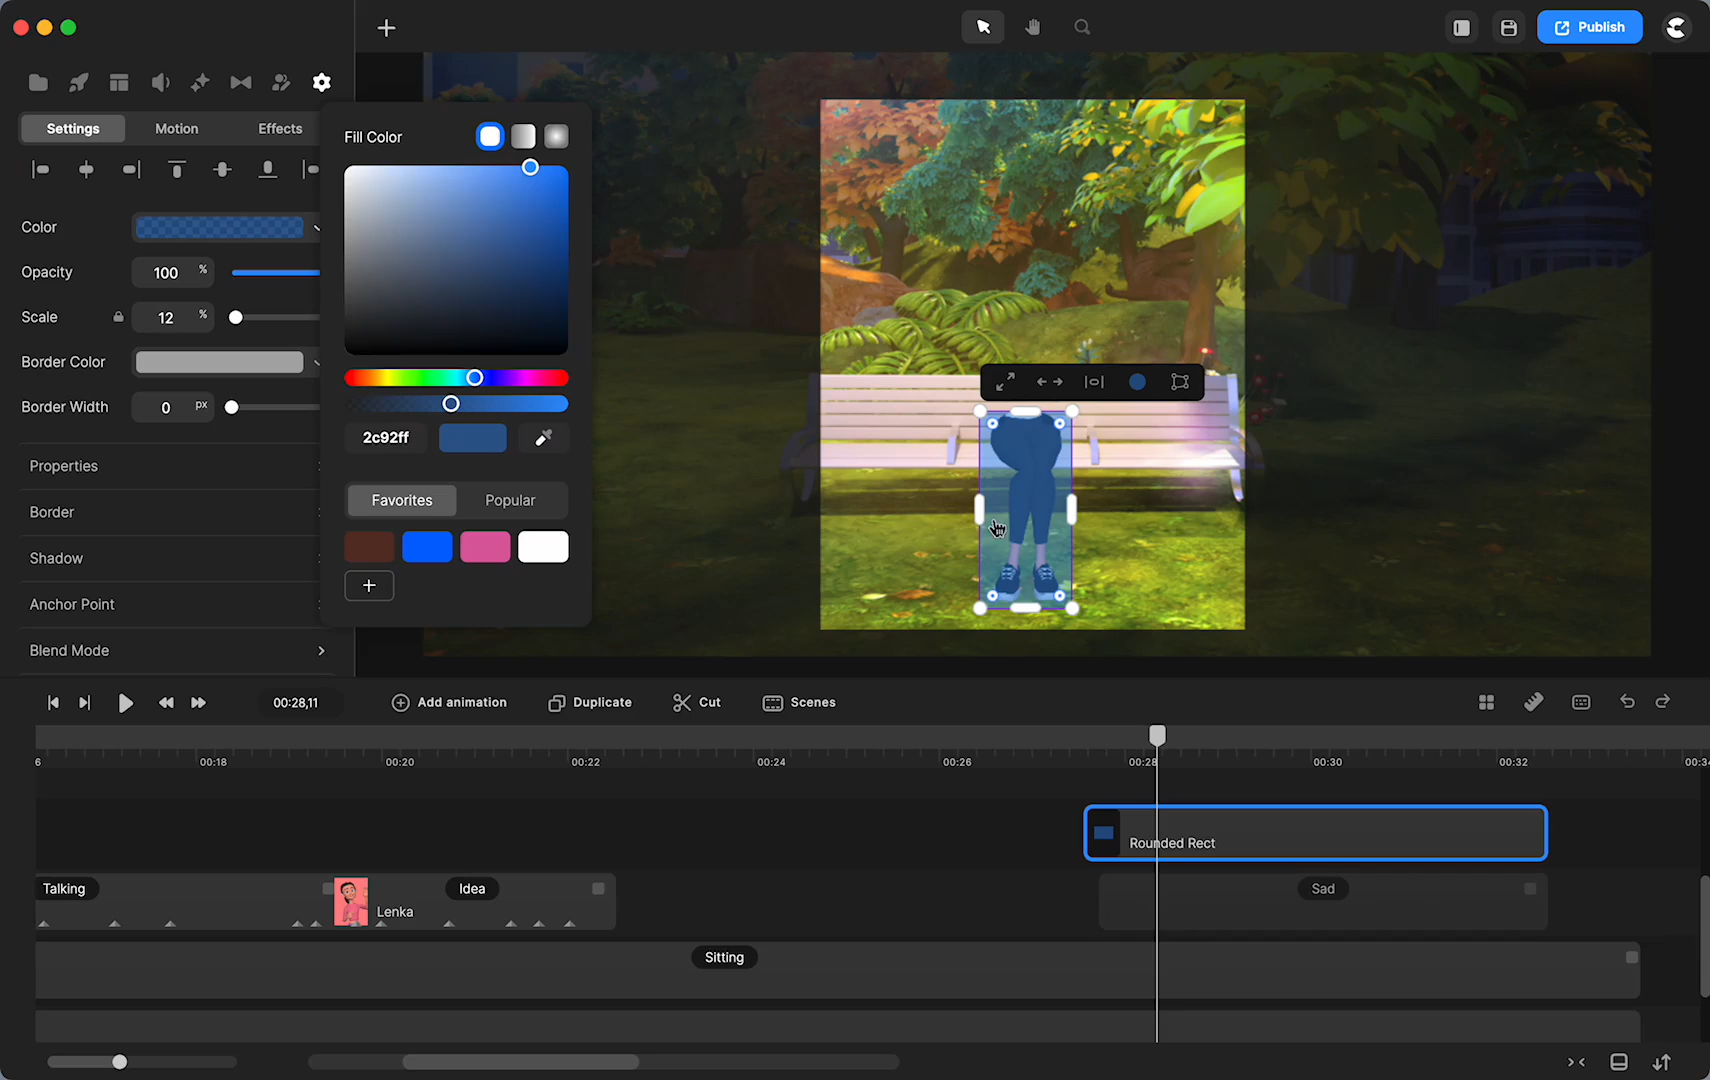 Publish
Settings
Motion
Effects
Fill Color
Color
Opacity
100 %
Scale
12 %
Border Color
Border Width
0 px
2c92ff
Favorites
Popular
Properties
Border
Shadow
Anchor Point
Blend Mode
00:28,11
Add animation
Duplicate
Cut
Scenes
6
00:18
00:20
00:22
00:24
00:26
00:28
00:30
00:32
00:34
Rounded Rect
Talking
Lenka
Idea
Sad
Sitting